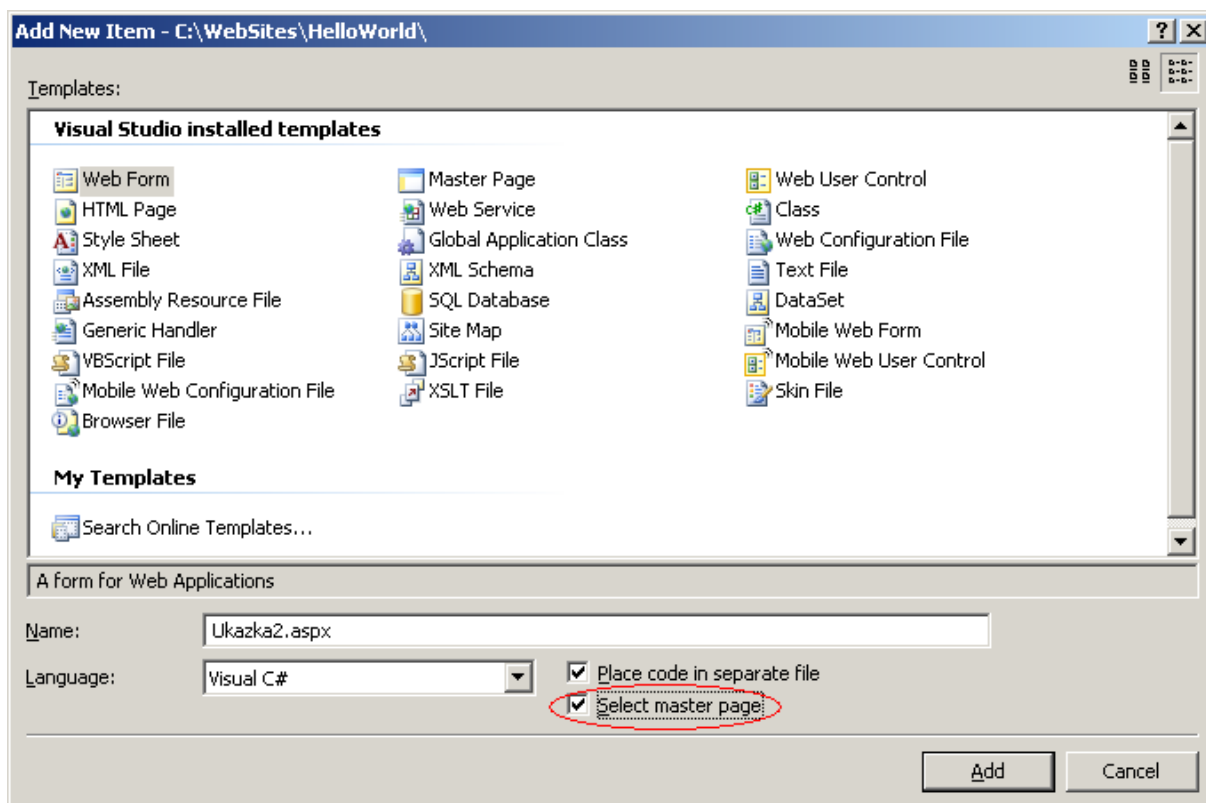 Add New Item - C:\WebSites\HelloWorld\
Templates:
Visual Studio installed templates
Web Form Master Page Web User Control
HTML Page Web Service Class
Style Sheet Global Application Class Web Configuration File
XML File XML Schema Text File
Assembly Resource File SQL Database DataSet
Generic Handler Site Map Mobile Web Form
VBScript File JScript File Mobile Web User Control
Mobile Web Configuration File XSLT File Skin File
Browser File
My Templates
Search Online Templates...
A form for Web Applications
Name: Ukazka2.aspx
Language: Visual C# Place code in separate file
Select master page
Add Cancel